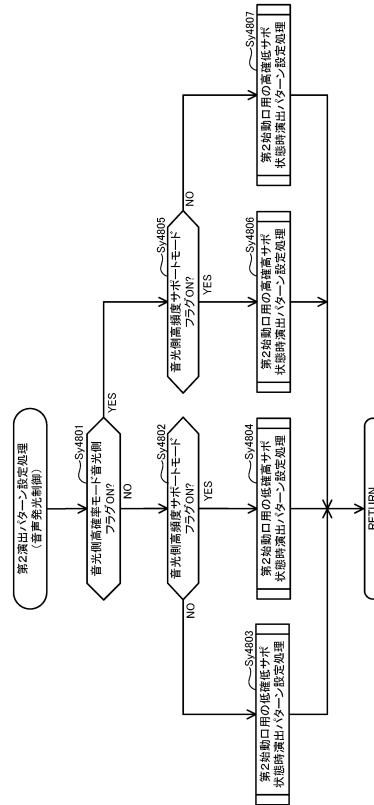 第2演出パターン設定処理
(音声発光制御)
Sy4801
音光側高確率モード音光側
フラグON?
YES
NO
Sy4802
音光側高頻度サポートモード
フラグON?
NO
YES
Sy4805
音光側高頻度サポートモード
フラグON?
NO
YES
Sy4803
第2始動口用の低確低サポ
状態時演出パターン設定処理
Sy4804
第2始動口用の低確高サポ
状態時演出パターン設定処理
Sy4806
第2始動口用の高確高サポ
状態時演出パターン設定処理
Sy4807
第2始動口用の高確低サポ
状態時演出パターン設定処理
RETURN